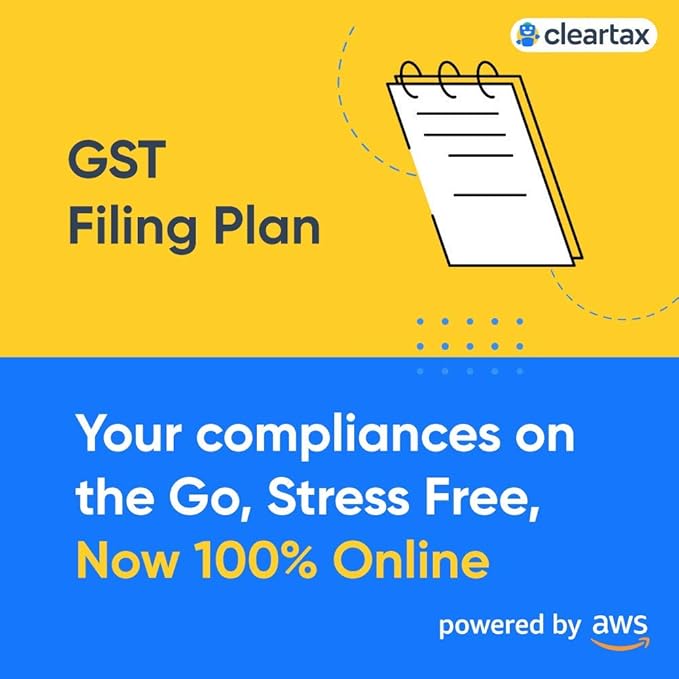 cleartax
GST
Filing Plan
Your compliances on
the Go, Stress Free,
Now 100% Online
powered by aws